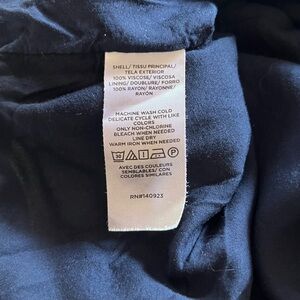 SHELL/ TISSU PRINCIPAL/
TELA EXTERIOR
100% VISCOSE/ VISCOSA
LINING/ DOUBLURE/ FORRO
100% RAYON/ RAYONNE/
RAYÓN
MACHINE WASH COLD
DELICATE CYCLE WITH LIKE
COLORS
ONLY NON-CHLORINE
BLEACH WHEN NEEDED
LINE DRY
WARM IRON WHEN NEEDED
30 P
AVEC DES COULEURS
SEMBLABLES/ CON
COLORES SIMILARES
RN#140923